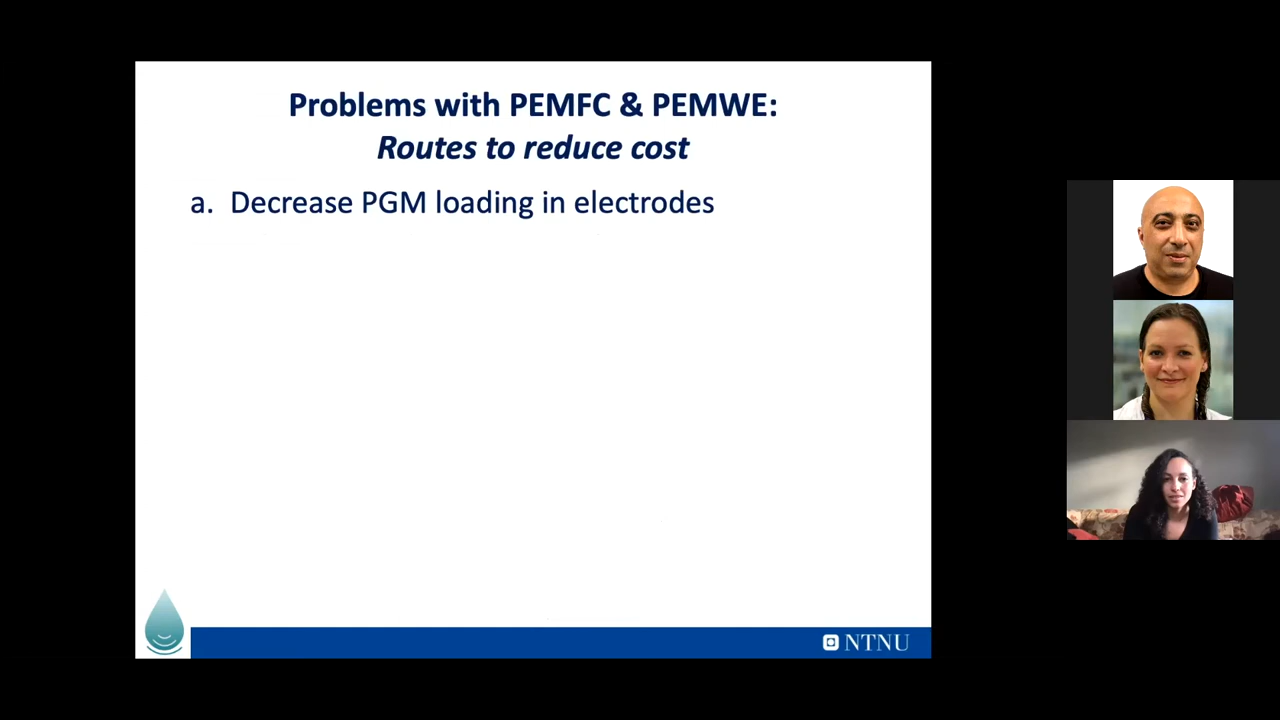 Problems with PEMFC & PEMWE:
Routes to reduce cost
a. Decrease PGM loading in electrodes
NTNU